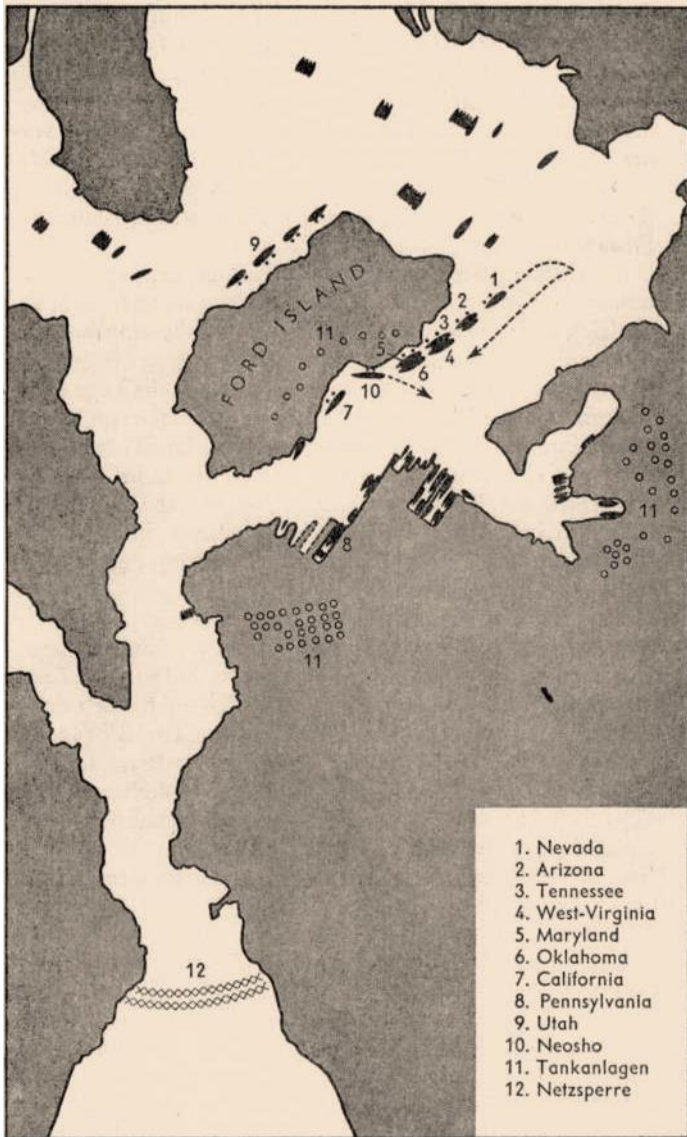 9
1
2
3
4
5
6
10
7
11
FORD ISLAND
11
8
11
12
1. Nevada
2. Arizona
3. Tennessee
4. West-Virginia
5. Maryland
6. Oklahoma
7. California
8. Pennsylvania
9. Utah
10. Neosho
11. Tankanlagen
12. Netzsperre